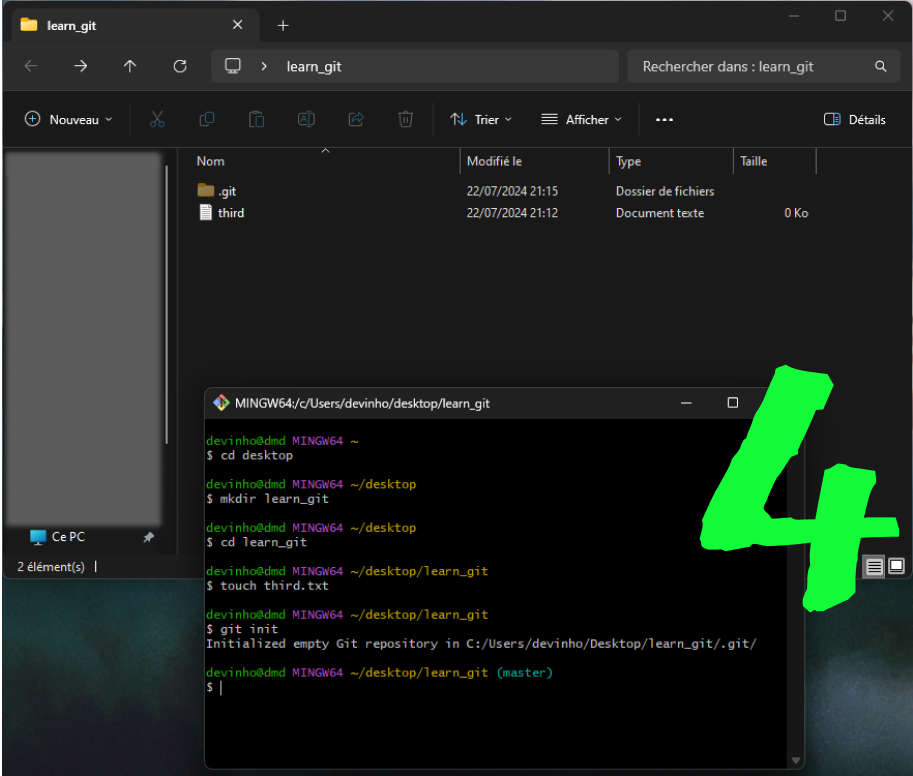 learn_git
learn_git
Rechercher dans : learn_git
Nouveau
Trier
Afficher
Détails
Nom Modifié le Type Taille
.git 22/07/2024 21:15 Dossier de fichiers
third 22/07/2024 21:12 Document texte 0 Ko
Ce PC
2 élément(s)
MINGW64:/c/Users/devinho/desktop/learn_git
devinho@dmd MINGW64 ~
$ cd desktop
devinho@dmd MINGW64 ~/desktop
$ mkdir learn_git
devinho@dmd MINGW64 ~/desktop
$ cd learn_git
devinho@dmd MINGW64 ~/desktop/learn_git
$ touch third.txt
devinho@dmd MINGW64 ~/desktop/learn_git
$ git init
Initialized empty Git repository in C:/Users/devinho/Desktop/learn_git/.git/
devinho@dmd MINGW64 ~/desktop/learn_git (master)
$
4